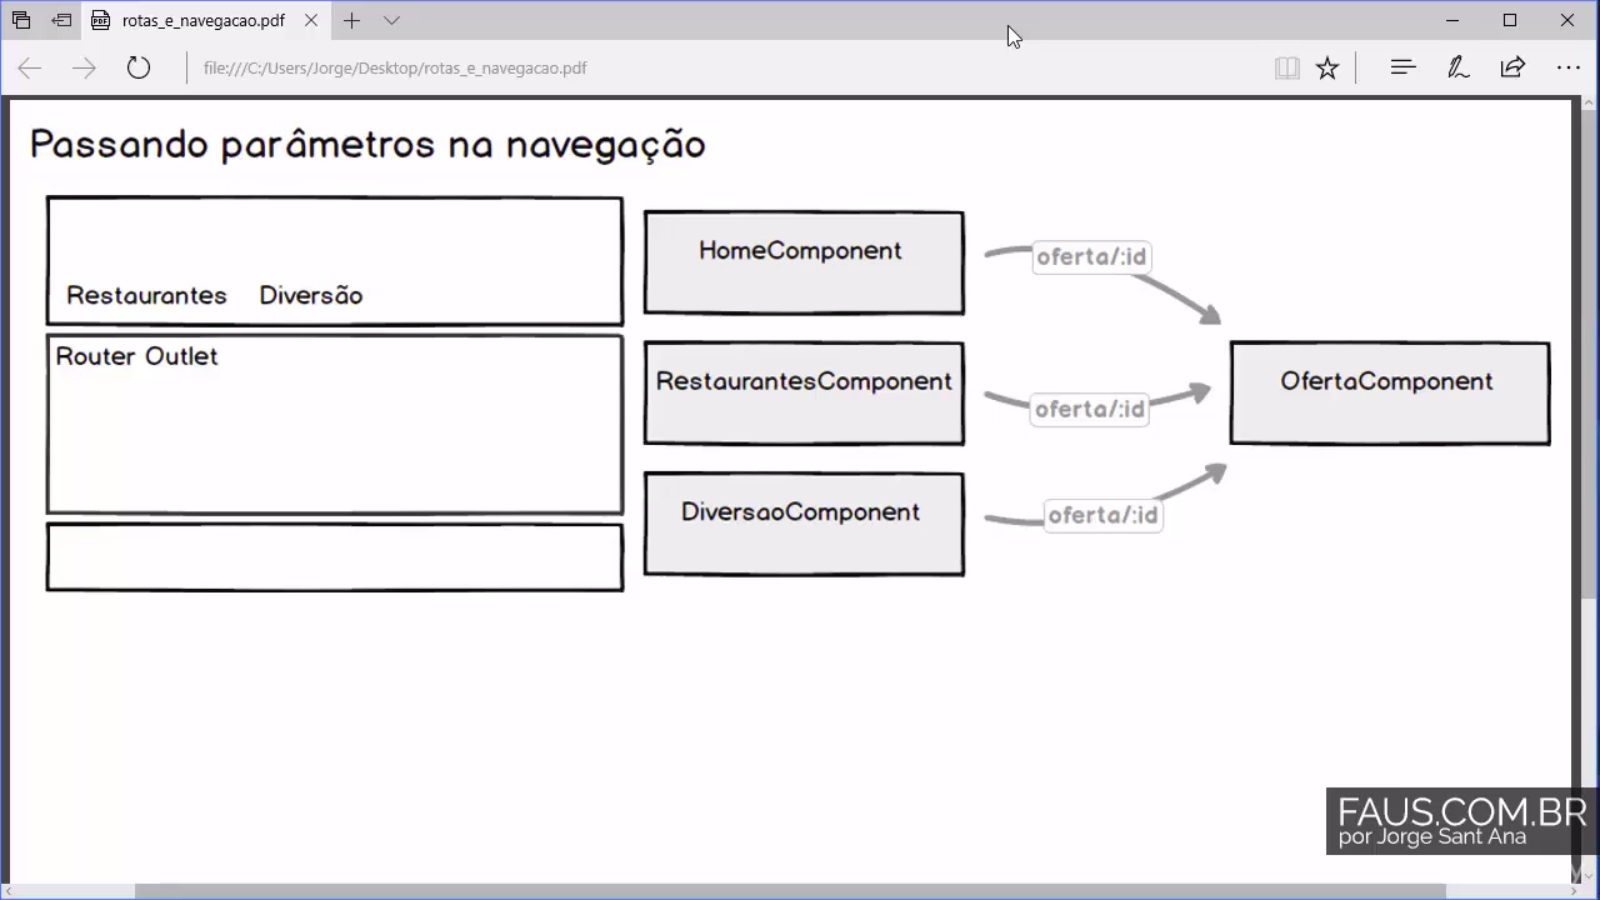 rotas_e_navegacao.pdf
file:///C:/Users/Jorge/Desktop/rotas_e_navegacao.pdf
Passando parâmetros na navegação
Restaurantes Diversão
Router Outlet
HomeComponent
RestaurantesComponent
DiversaoComponent
oferta/:id
oferta/:id
oferta/:id
OfertaComponent
FAUS.COM.BR
por Jorge Sant Ana